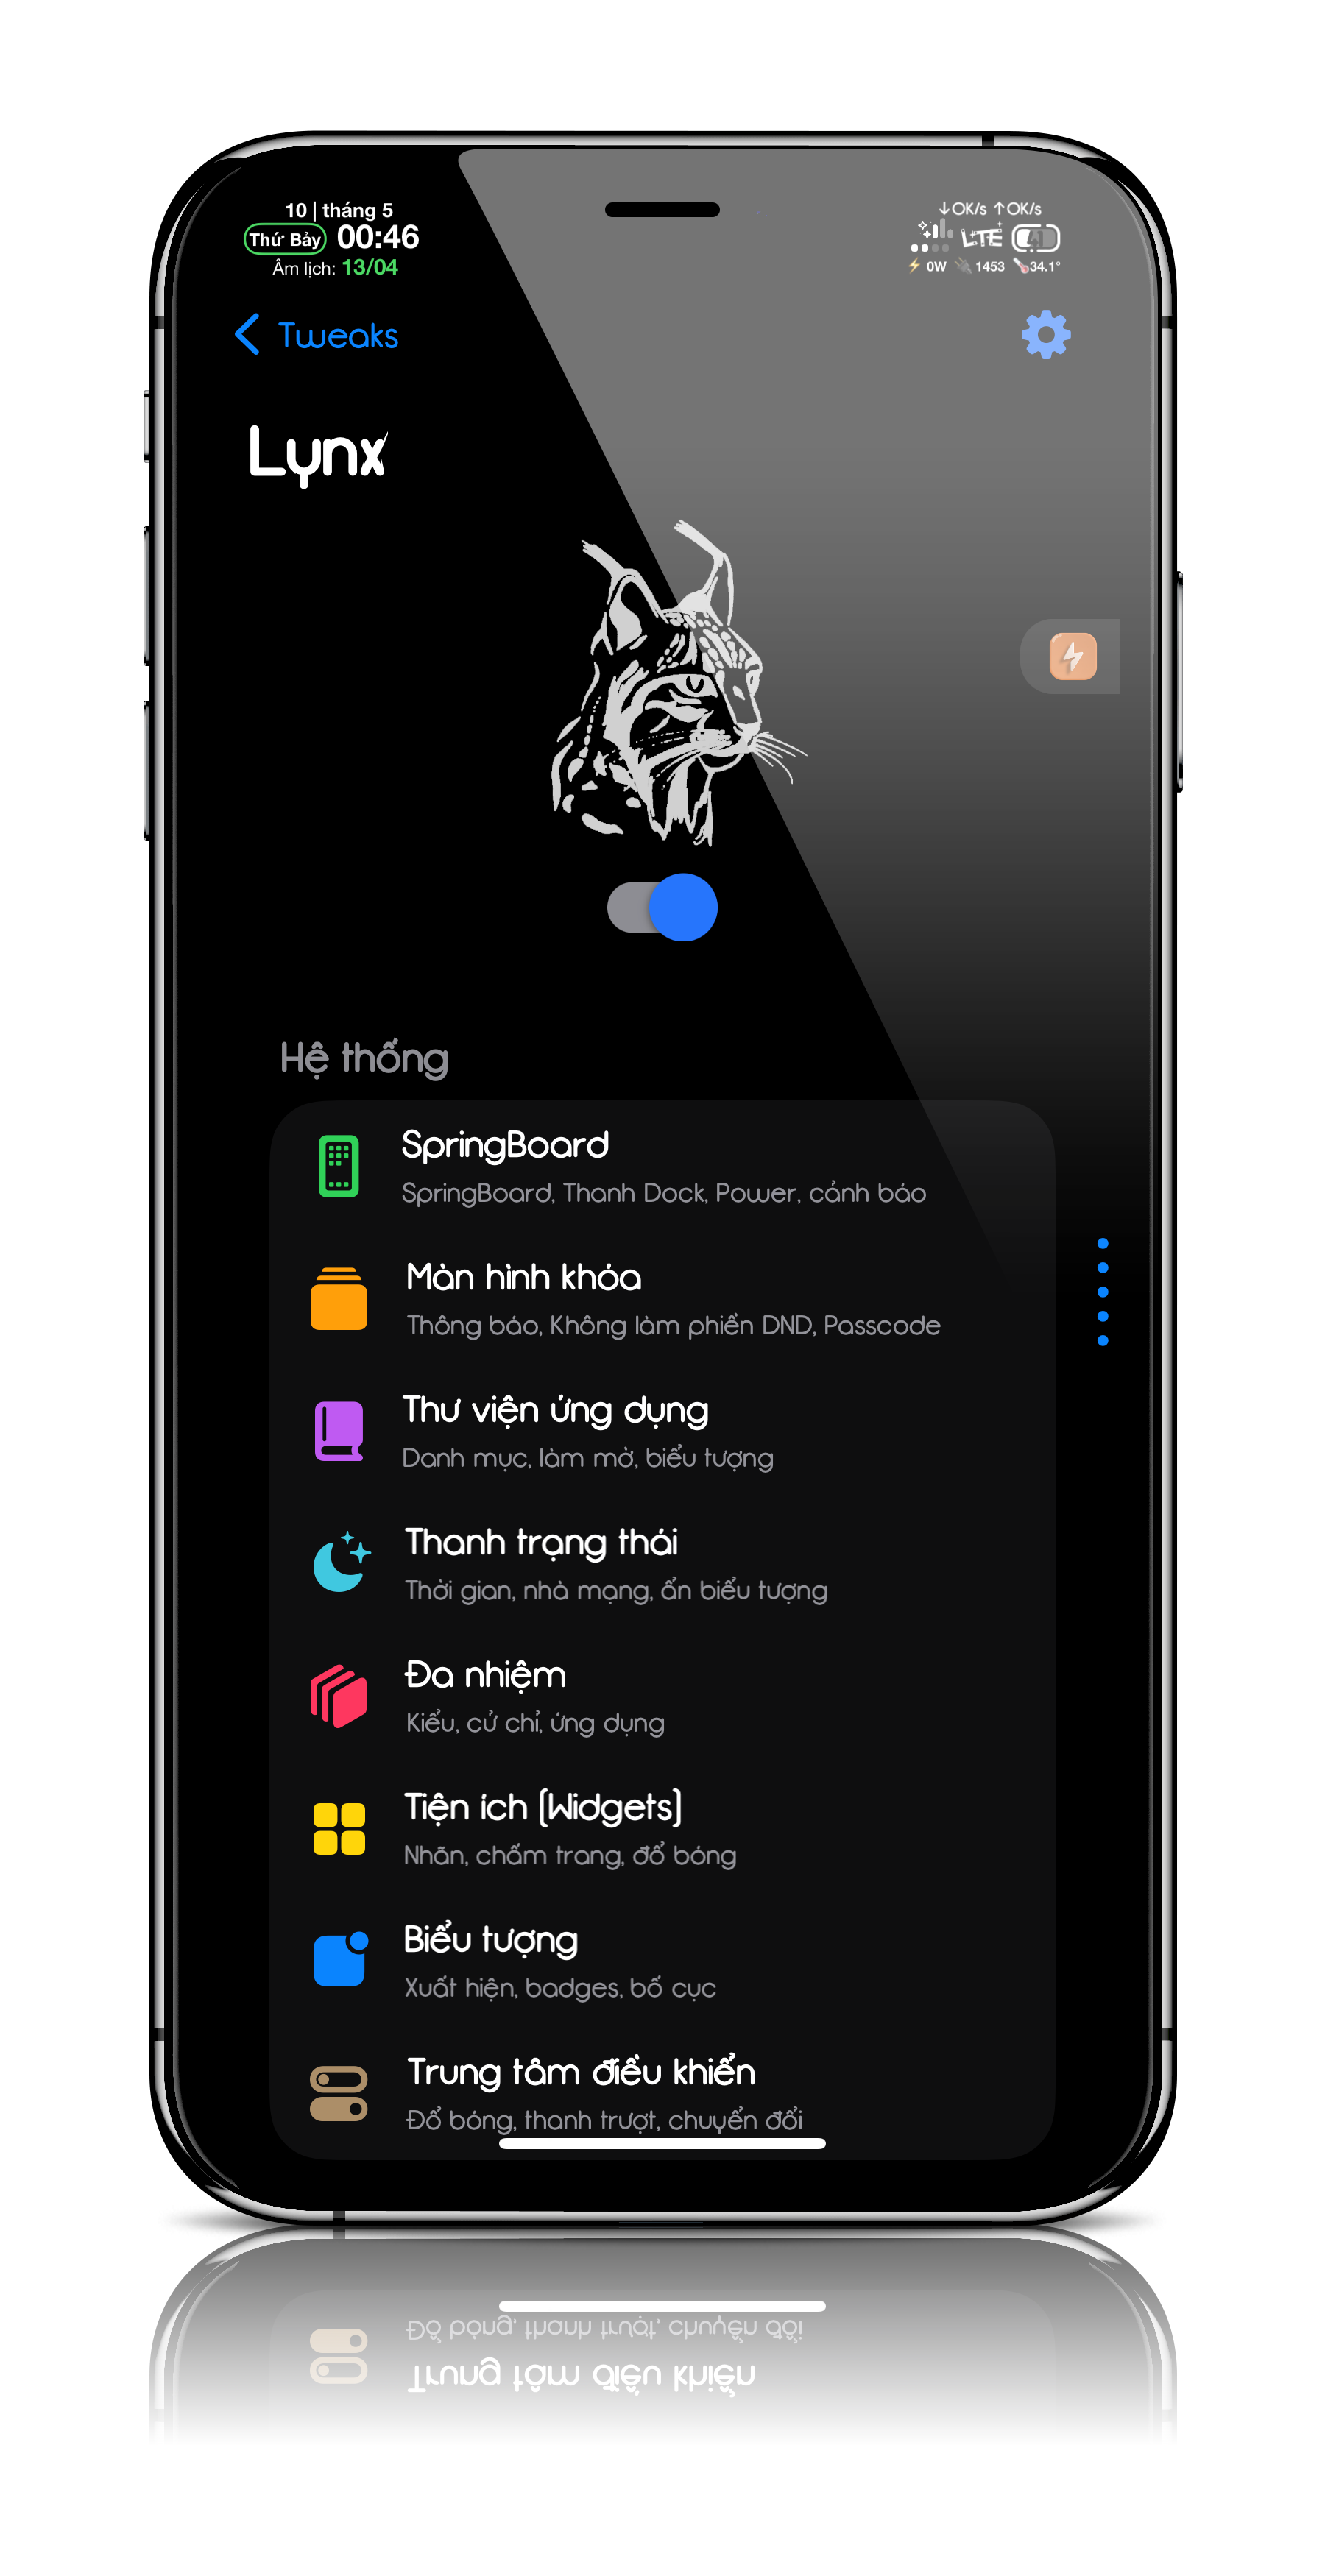 10 | tháng 5
Thứ Bảy 00:46
Âm lịch: 13/04
↓0K/s ↑0K/s
LTE
⚡ 0W 🔌 1453 🌡️34.1°
Tweaks
Lynx
Hệ thống
SpringBoard
SpringBoard, Thanh Dock, Power, cảnh báo
Màn hình khóa
Thông báo, Không làm phiền DND, Passcode
Thư viện ứng dụng
Danh mục, làm mờ, biểu tượng
Thanh trạng thái
Thời gian, nhà mạng, ẩn biểu tượng
Đa nhiệm
Kiểu, cử chỉ, ứng dụng
Tiện ích (Widgets)
Nhãn, chấm trang, đổ bóng
Biểu tượng
Xuất hiện, badges, bố cục
Trung tâm điều khiển
Đổ bóng, thanh trượt, chuyển đổi